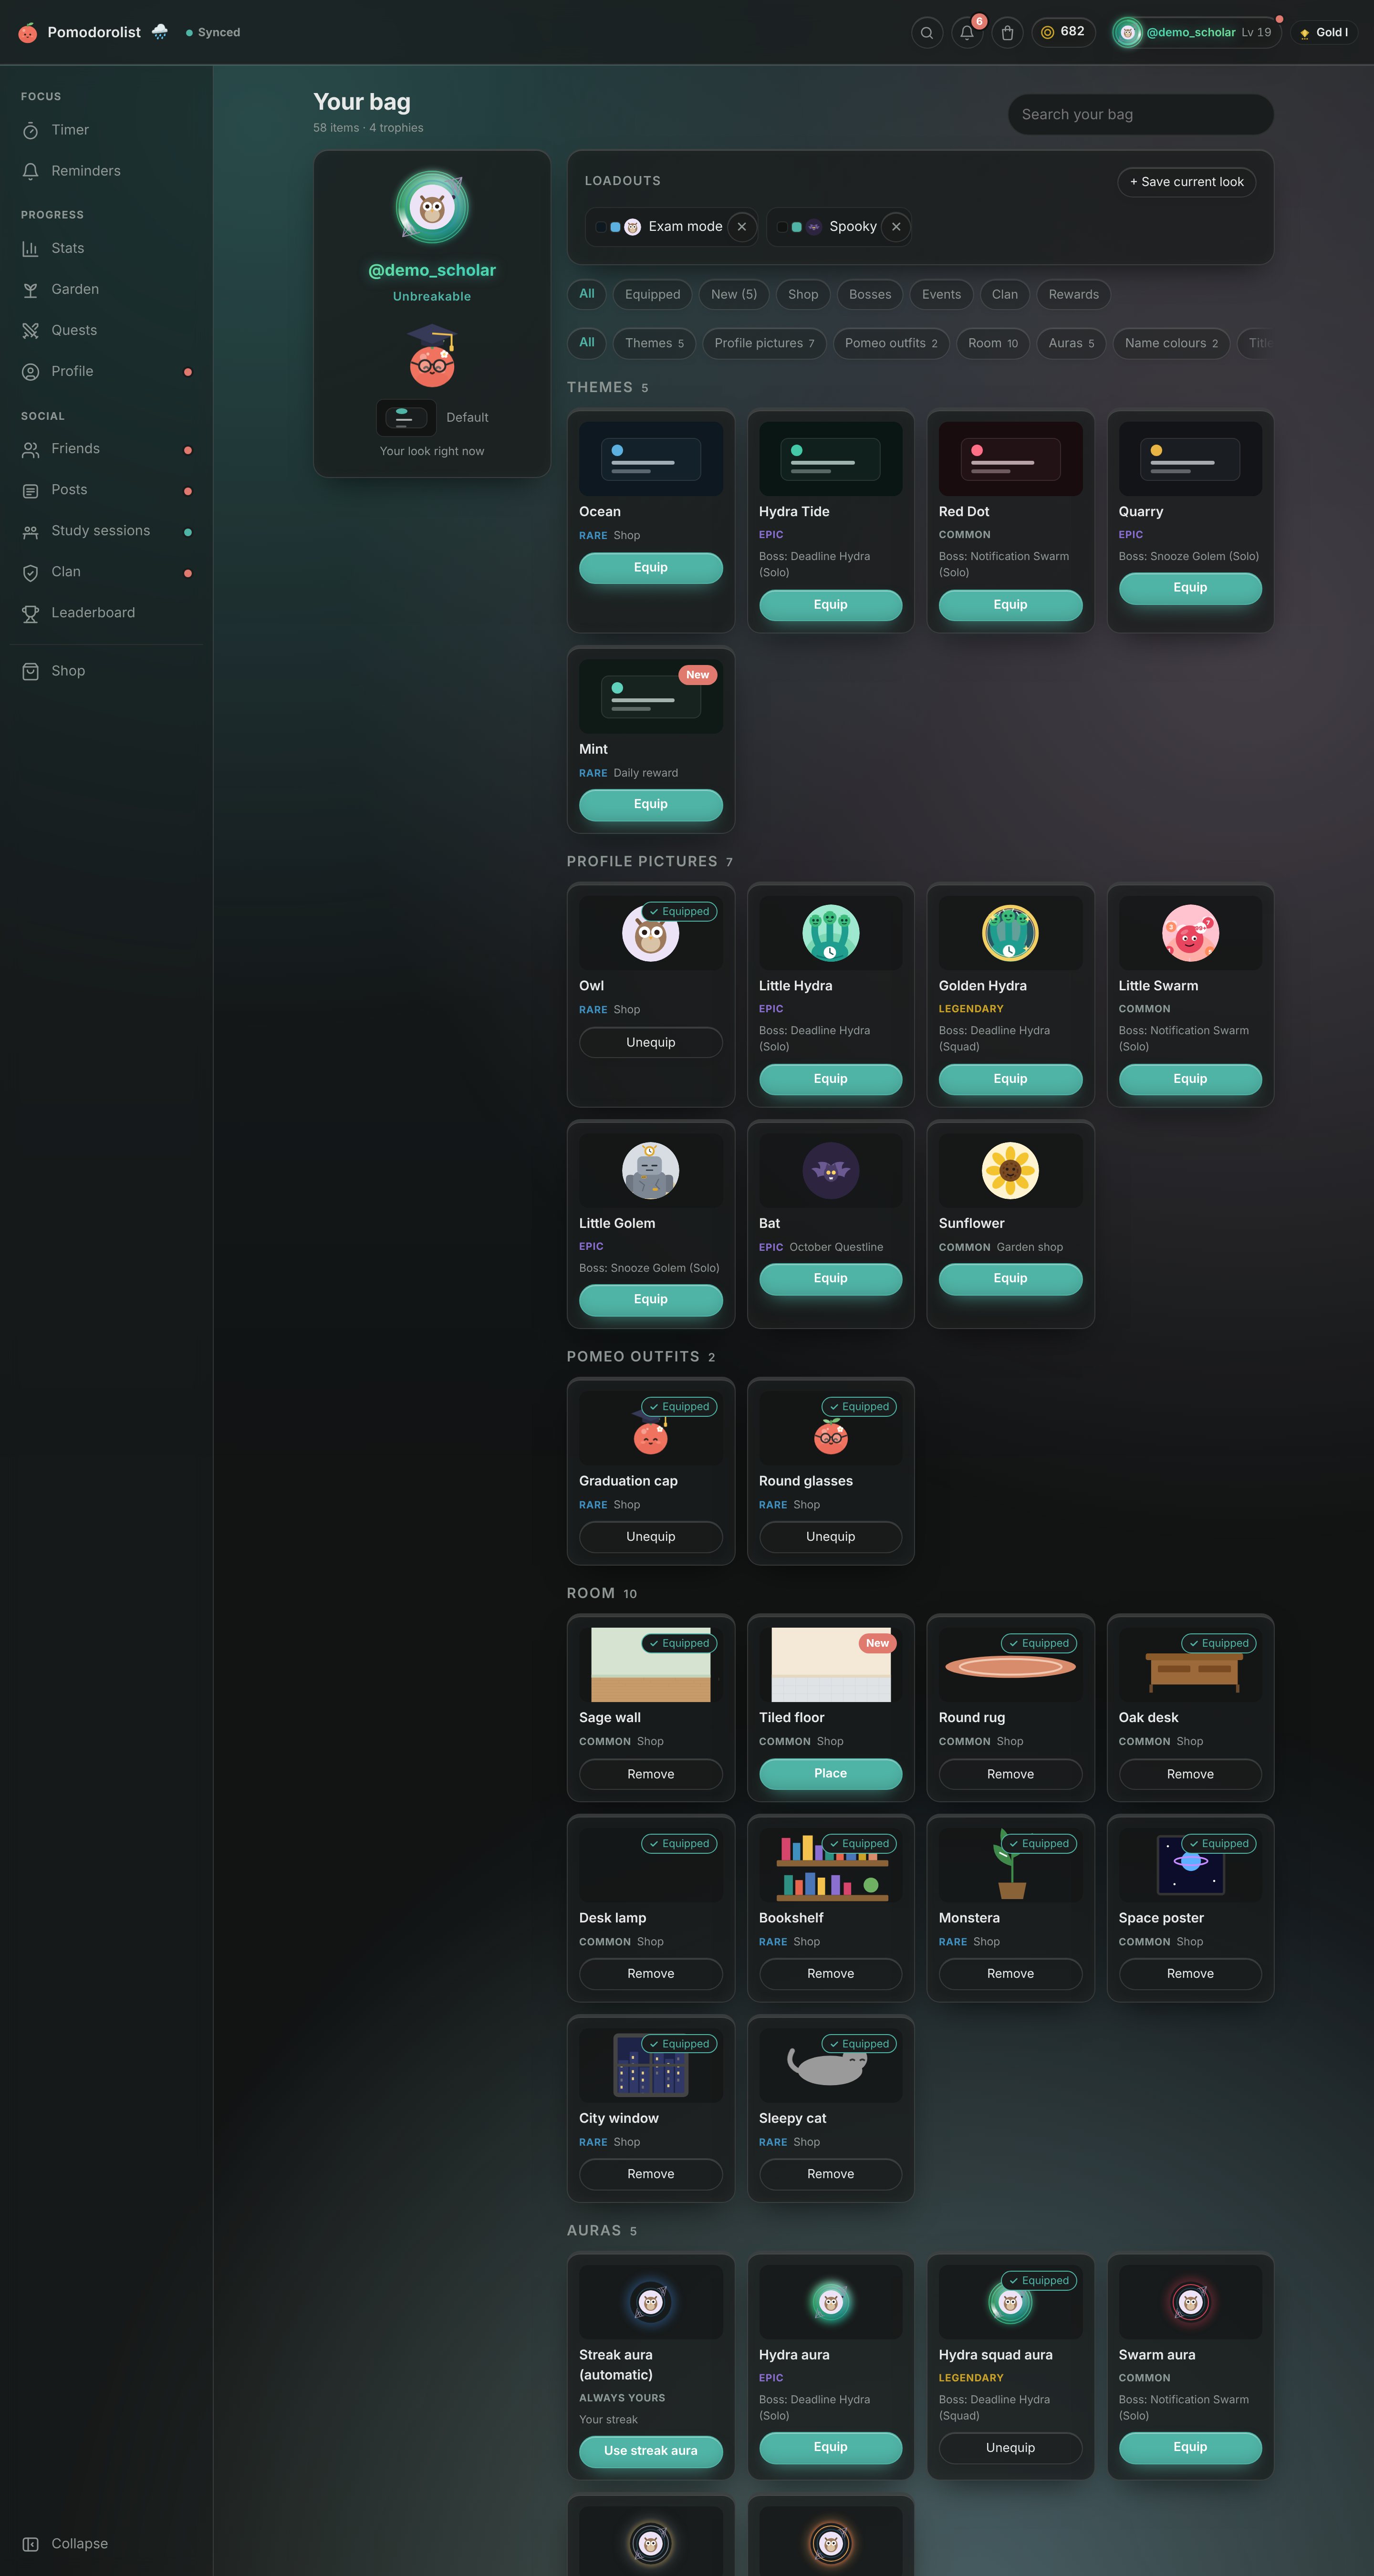 Pomodorolist
Synced
6
682
@demo_scholar Lv 19
Gold I
FOCUS
Timer
Reminders
PROGRESS
Stats
Garden
Quests
Profile
SOCIAL
Friends
Posts
Study sessions
Clan
Leaderboard
Shop
Collapse
Your bag
58 items · 4 trophies
Search your bag
@demo_scholar
Unbreakable
Default
Your look right now
LOADOUTS
+ Save current look
Exam mode
Spooky
All Equipped New (5) Shop Bosses Events Clan Rewards
All Themes 5 Profile pictures 7 Pomeo outfits 2 Room 10 Auras 5 Name colours 2
THEMES 5
Ocean
RARE Shop
Equip
Hydra Tide
EPIC
Boss: Deadline Hydra
(Solo)
Equip
Red Dot
COMMON
Boss: Notification Swarm
(Solo)
Equip
Quarry
EPIC
Boss: Snooze Golem (Solo)
Equip
New
Mint
RARE Daily reward
Equip
PROFILE PICTURES 7
Equipped
Owl
RARE Shop
Unequip
Little Hydra
EPIC
Boss: Deadline Hydra
(Solo)
Equip
Golden Hydra
LEGENDARY
Boss: Deadline Hydra
(Squad)
Equip
Little Swarm
COMMON
Boss: Notification Swarm
(Solo)
Equip
Little Golem
EPIC
Boss: Snooze Golem (Solo)
Equip
Bat
EPIC October Questline
Equip
Sunflower
COMMON Garden shop
Equip
POMEO OUTFITS 2
Equipped
Graduation cap
RARE Shop
Unequip
Equipped
Round glasses
RARE Shop
Unequip
ROOM 10
Equipped
Sage wall
COMMON Shop
Remove
New
Tiled floor
COMMON Shop
Place
Equipped
Round rug
COMMON Shop
Remove
Equipped
Oak desk
COMMON Shop
Remove
Equipped
Desk lamp
COMMON Shop
Remove
Equipped
Bookshelf
RARE Shop
Remove
Equipped
Monstera
RARE Shop
Remove
Equipped
Space poster
COMMON Shop
Remove
Equipped
City window
RARE Shop
Remove
Equipped
Sleepy cat
RARE Shop
Remove
AURAS 5
Streak aura
(automatic)
ALWAYS YOURS
Your streak
Use streak aura
Hydra aura
EPIC
Boss: Deadline Hydra
(Solo)
Equip
Equipped
Hydra squad aura
LEGENDARY
Boss: Deadline Hydra
(Squad)
Unequip
Swarm aura
COMMON
Boss: Notification Swarm
(Solo)
Equip